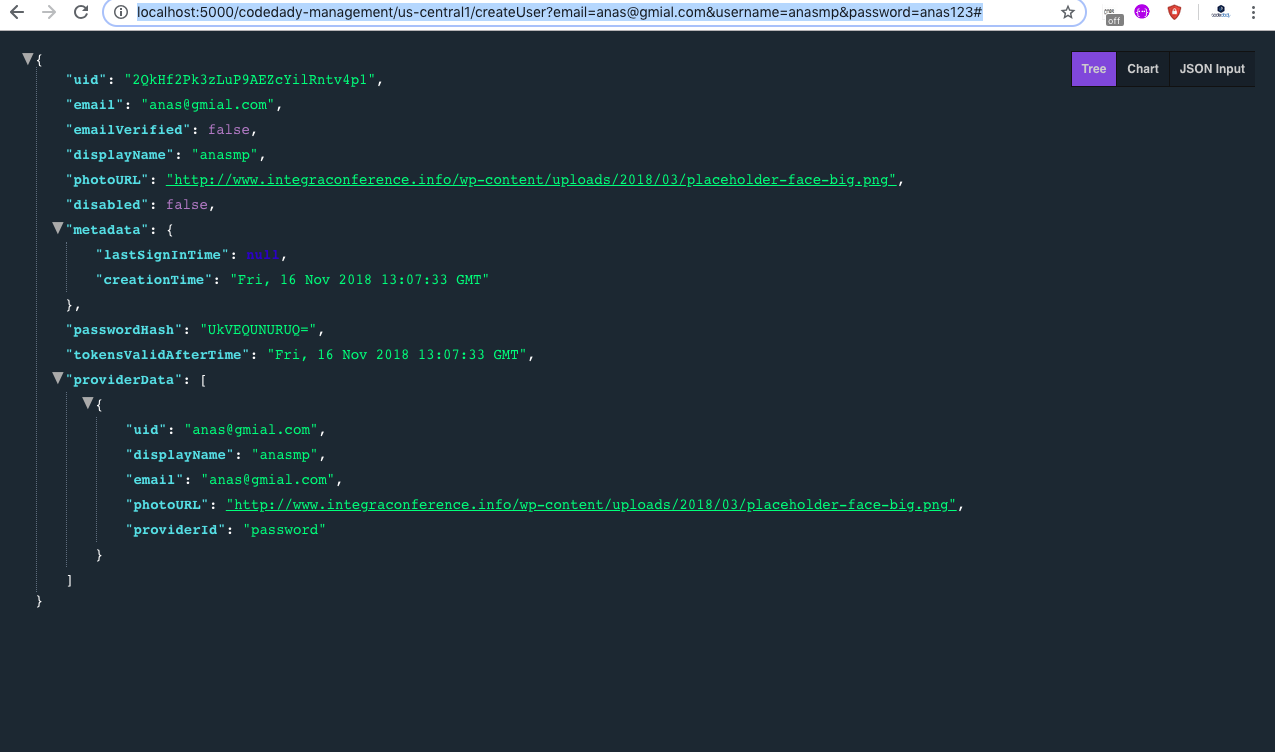 localhost:5000/codedady-management/us-central1/createUser?email=anas@gmial.com&username=anasmp&password=anas123#
off
Tree Chart JSON Input
{
"uid": "2QkHf2Pk3zLuP9AEZcYilRntv4p1",
"email": "anas@gmial.com",
"emailVerified": false,
"displayName": "anasmp",
"photoURL": "http://www.integraconference.info/wp-content/uploads/2018/03/placeholder-face-big.png",
"disabled": false,
"metadata": {
"lastSignInTime": null,
"creationTime": "Fri, 16 Nov 2018 13:07:33 GMT"
},
"passwordHash": "UkVEQUNURUQ=",
"tokensValidAfterTime": "Fri, 16 Nov 2018 13:07:33 GMT",
"providerData": [
{
"uid": "anas@gmial.com",
"displayName": "anasmp",
"email": "anas@gmial.com",
"photoURL": "http://www.integraconference.info/wp-content/uploads/2018/03/placeholder-face-big.png",
"providerId": "password"
}
]
}